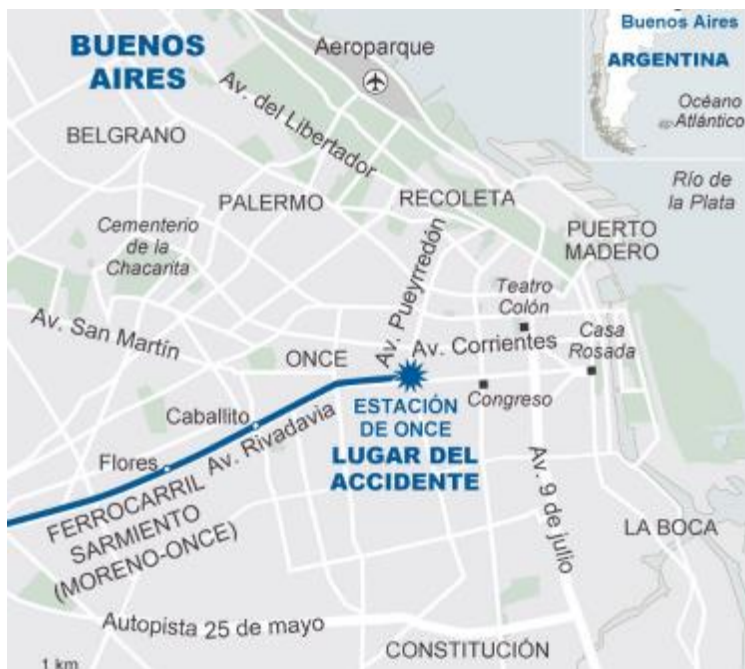 BUENOS
AIRES
Aeroparque
Buenos Aires
ARGENTINA
Océano
Atlántico
Av. del Libertador
BELGRANO
PALERMO
RECOLETA
Río de
la Plata
Cementerio
de la
Chacarita
PUERTO
MADERO
Av. Pueyrredón
Teatro
Colón
Av. San Martín
ONCE
Av. Corrientes
Casa
Rosada
Caballito
Av. Rivadavia
ESTACIÓN
DE ONCE
LUGAR DEL
ACCIDENTE
Congreso
Flores
FERROCARRIL
SARMIENTO
(MORENO-ONCE)
Av. 9 de julio
LA BOCA
Autopista 25 de mayo
CONSTITUCIÓN
1 km